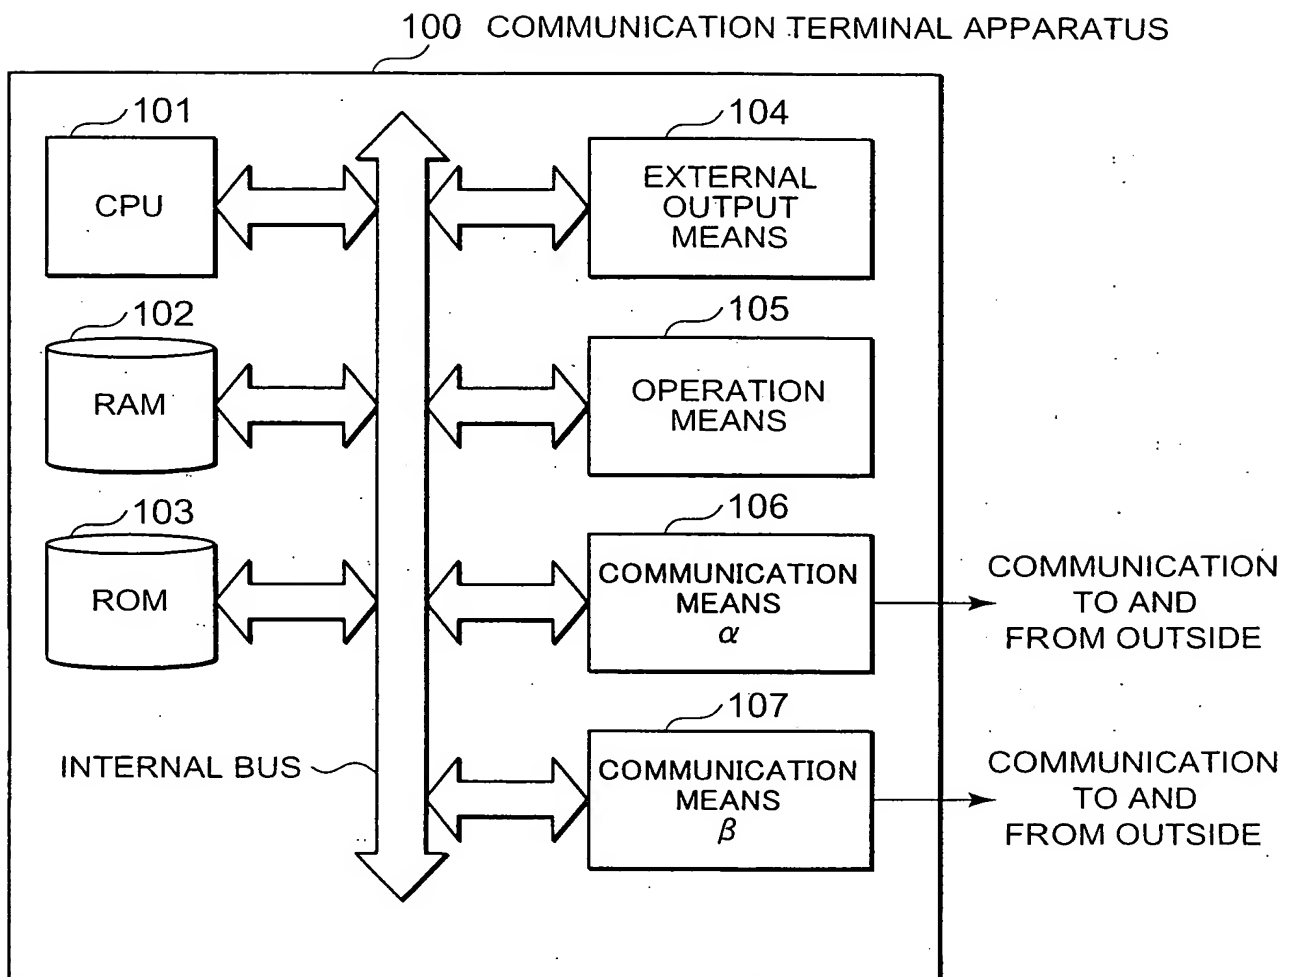 100 COMMUNICATION TERMINAL APPARATUS
101
CPU
104
EXTERNAL
OUTPUT
MEANS
102
RAM
105
OPERATION
MEANS
103
ROM
106
COMMUNICATION
MEANS
α
COMMUNICATION
TO AND
FROM OUTSIDE
INTERNAL BUS
107
COMMUNICATION
MEANS
β
COMMUNICATION
TO AND
FROM OUTSIDE